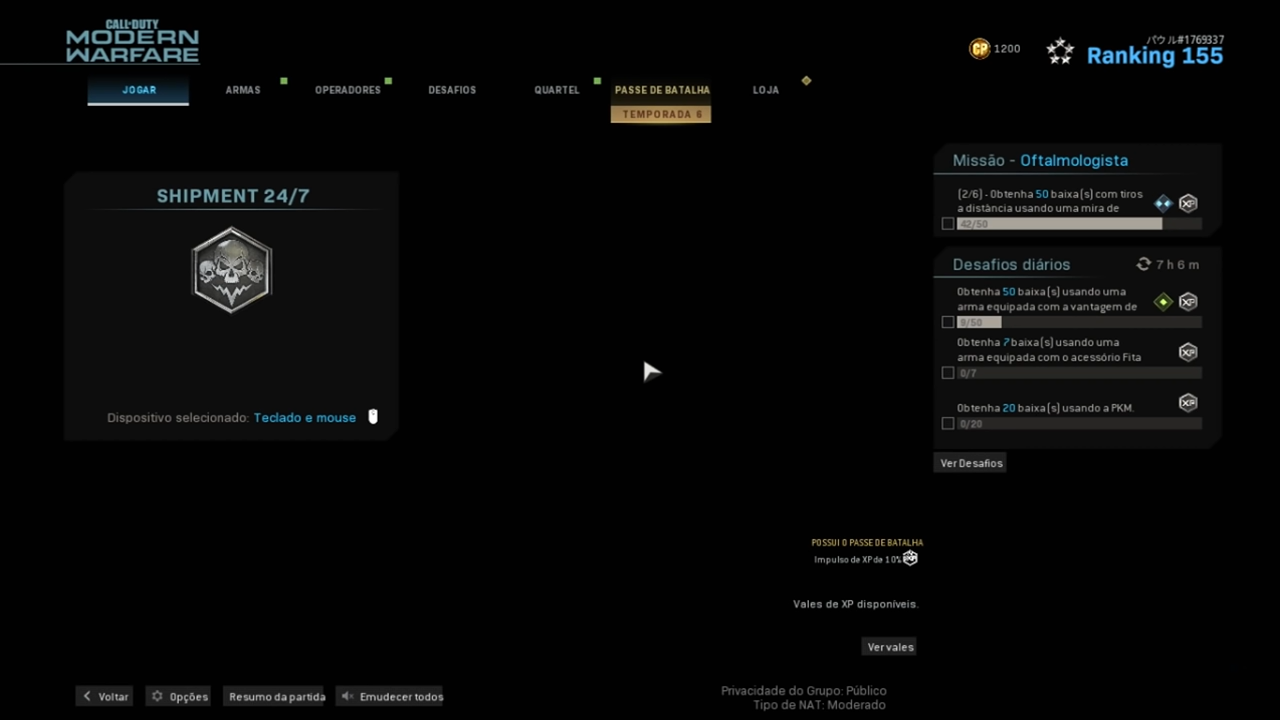 CALL OF DUTY
MODERN
WARFARE
1200
パウル#1769337
Ranking 155
JOGAR
ARMAS
OPERADORES
DESAFIOS
QUARTEL
PASSE DE BATALHA
LOJA
TEMPORADA 6
SHIPMENT 24/7
Dispositivo selecionado: Teclado e mouse
Missão - Oftalmologista
(2/6) - Obtenha 50 baixa(s) com tiros
a distância usando uma mira de
42/50
Desafios diários
7 h 6 m
Obtenha 50 baixa(s) usando uma
arma equipada com a vantagem de
9/50
Obtenha 7 baixa(s) usando uma
arma equipada com o acessório Fita
0/7
Obtenha 20 baixa(s) usando a PKM.
0/20
Ver Desafios
POSSUI O PASSE DE BATALHA
Impulso de XP de 10%
Vales de XP disponíveis.
Ver vales
Voltar
Opções
Resumo da partida
Emudecer todos
Privacidade do Grupo: Público
Tipo de NAT: Moderado